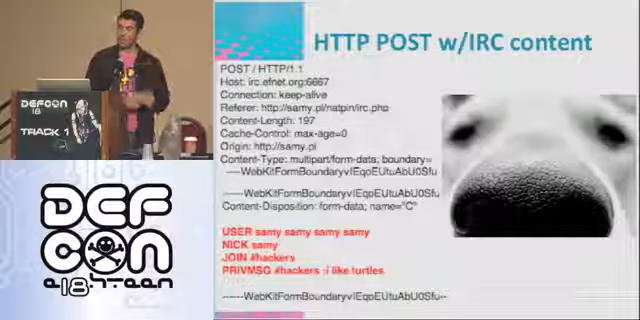 HTTP POST w/IRC content
POST / HTTP/1.1
Host: irc.efnet.org:6667
Connection: keep-alive
Referer: http://samy.pl/natpin/irc.php
Content-Length: 197
Cache-Control: max-age=0
Origin: http://samy.pl
Content-Type: multipart/form-data; boundary=
----WebKitFormBoundaryvIEqoEUtuAbU0Sfu
------WebKitFormBoundaryvIEqoEUtuAbU0Sfu
Content-Disposition: form-data; name="C"
USER samy samy samy samy
NICK samy
JOIN #hackers
PRIVMSG #hackers :i like turtles
------WebKitFormBoundaryvIEqoEUtuAbU0Sfu--
DEFCON
18
TRACK 1
DEF
CON
e18h-teen